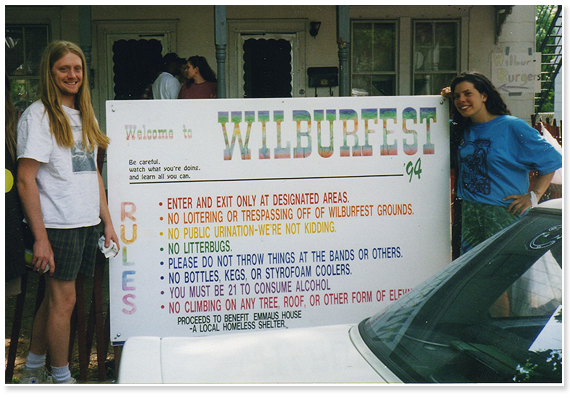 Welcome to WILBURFEST
'94
Be careful.
watch what you're doing.
and learn all you can.
RULES
• ENTER AND EXIT ONLY AT DESIGNATED AREAS.
• NO LOITERING OR TRESPASSING OFF OF WILBURFEST GROUNDS.
• NO PUBLIC URINATION-WE'RE NOT KIDDING.
• NO LITTERBUGS.
• PLEASE DO NOT THROW THINGS AT THE BANDS OR OTHERS.
• NO BOTTLES, KEGS, OR STYROFOAM COOLERS.
• YOU MUST BE 21 TO CONSUME ALCOHOL
• NO CLIMBING ON ANY TREE, ROOF, OR OTHER FORM OF
PROCEEDS TO BENEFIT EMMAUS HOUSE
-A LOCAL HOMELESS SHELTER.
Wilbur
Burgers